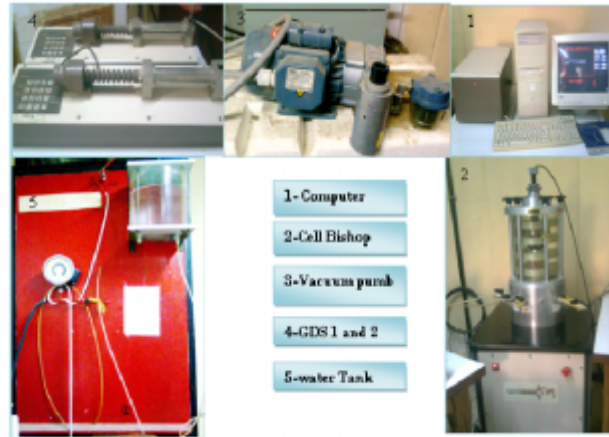 4
3
1
5
2
1- Computer
2-Cell Bishop
3-Vacuum pumb
4-GDS 1 and 2
5-water Tank